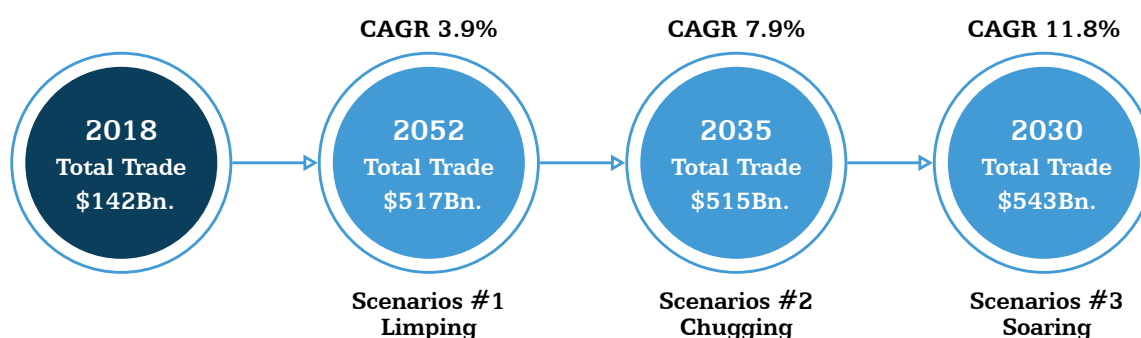 CAGR 3.9%
CAGR 7.9%
CAGR 11.8%
2018
Total Trade
$142Bn.
2052
Total Trade
$517Bn.
2035
Total Trade
$515Bn.
2030
Total Trade
$543Bn.
Scenarios #1
Limping
Scenarios #2
Chugging
Scenarios #3
Soaring